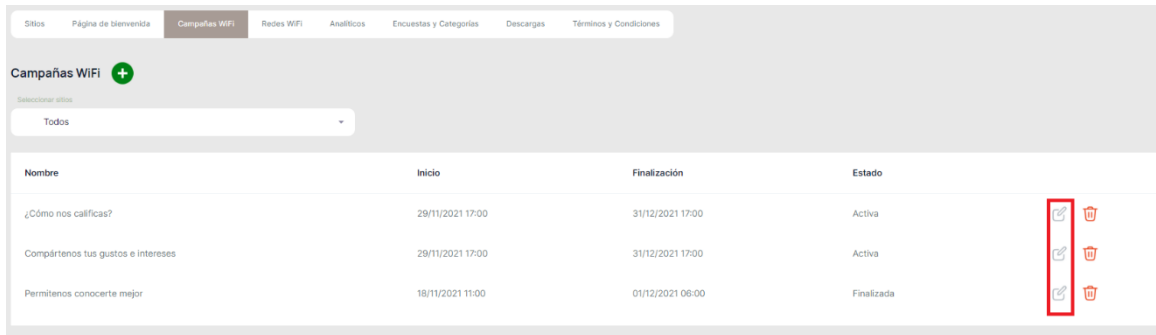 Sitios Página de bienvenida Campañas WiFi Redes WiFi Analíticos Encuestas y Categorías Descargas Términos y Condiciones
Campañas WiFi
Seleccionar sitios
Todos
Nombre Inicio Finalización Estado
¿Cómo nos calificas? 29/11/2021 17:00 31/12/2021 17:00 Activa
Compártenos tus gustos e intereses 29/11/2021 17:00 31/12/2021 17:00 Activa
Permítenos conocerte mejor 18/11/2021 11:00 01/12/2021 06:00 Finalizada